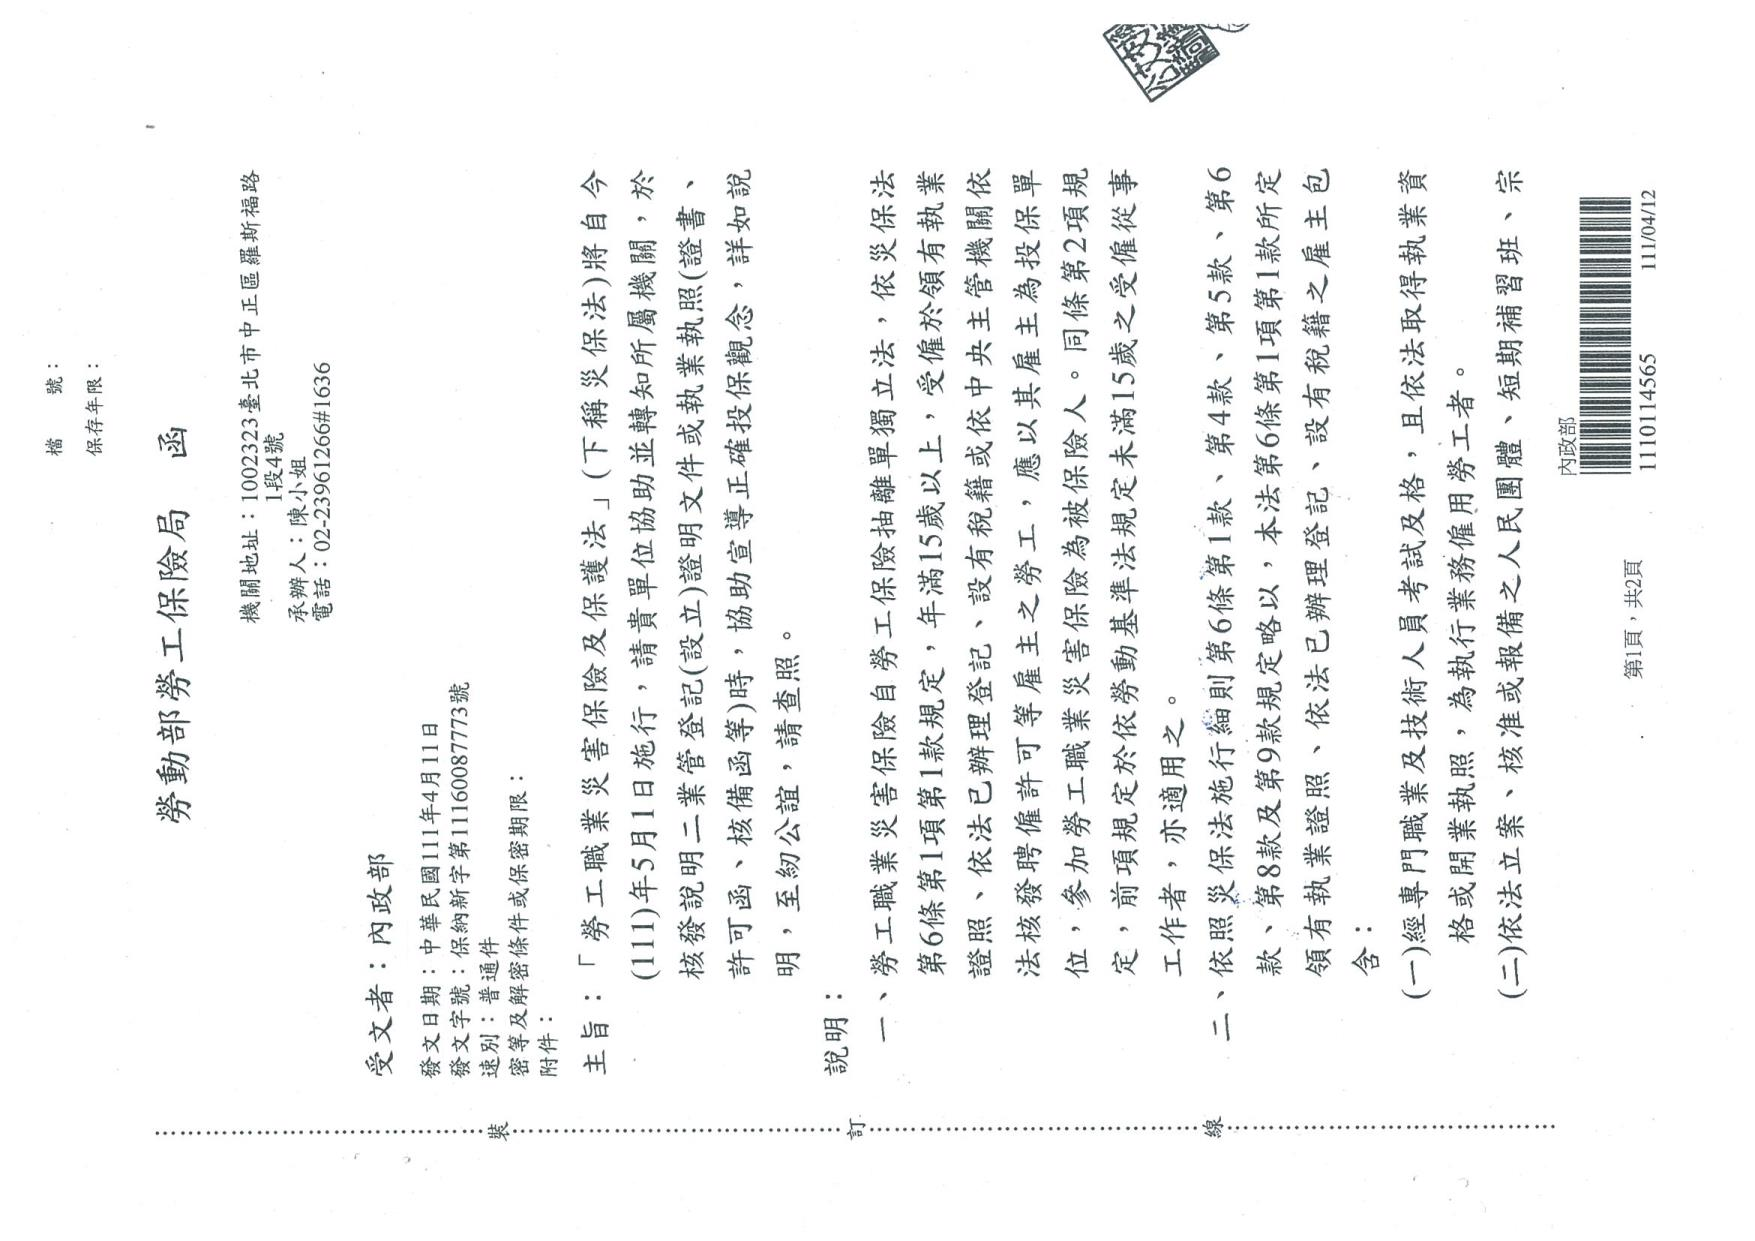 檔　　號：
保存年限：
勞動部勞工保險局　函
機關地址：1002323臺北市中正區羅斯福路
1段4號
承辦人：陳小姐
電話：02-23961266#1636
受文者：內政部
發文日期：中華民國111年4月11日
發文字號：保納新字第11160087773號
速別：普通件
密等及解密條件或保密期限：
附件：
主旨：「勞工職業災害保險及保護法」(下稱災保法)將自今
(111)年5月1日施行，請貴單位協助並轉知所屬機關，於
核發說明二業管登記(設立)證明文件或執業執照(證書、
許可函、核備函等)時，協助宣導正確投保觀念，詳如說
明，至紉公誼，請查照。
說明：
一、勞工職業災害保險自勞工保險抽離單獨立法，依災保法
第6條第1項第1款規定，年滿15歲以上，受僱於領有執業
證照、依法已辦理登記、設有稅籍或依中央主管機關依
法核發聘僱許可等雇主之勞工，應以其雇主為投保單
位，參加勞工職業災害保險為被保險人。同條第2項規
定，前項規定於依勞動基準法規定未滿15歲之受僱從事
工作者，亦適用之。
二、依照災保法施行細則第6條第1款、第4款、第5款、第6
款、第8款及第9款規定略以，本法第6條第1項第1款所定
領有執業證照、依法已辦理登記、設有稅籍之雇主包
含：
(一)經專門職業及技術人員考試及格，且依法取得執業資
格或開業執照，為執行業務僱用勞工者。
(二)依法立案、核准或報備之人民團體、短期補習班、宗
裝
訂
線
內政部
1110114565
111/04/12
第1頁，共2頁